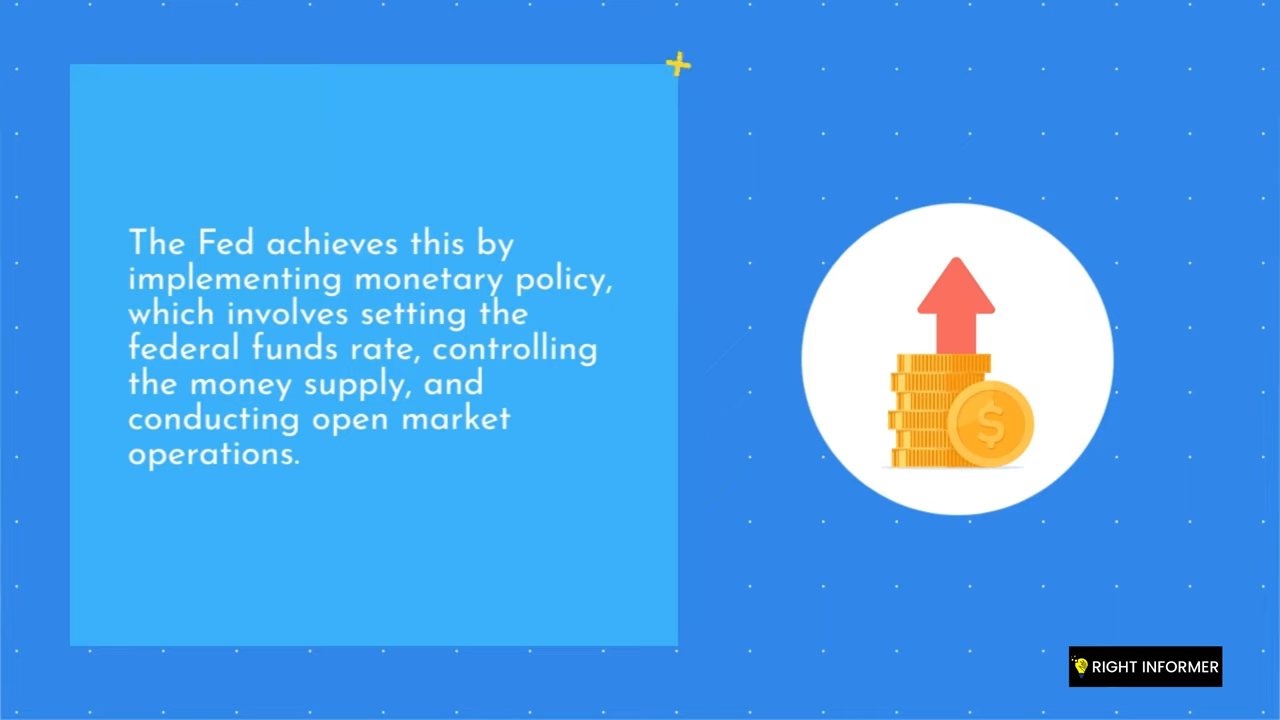 The Fed achieves this by
implementing monetary policy,
which involves setting the
federal funds rate, controlling
the money supply, and
conducting open market
operations.
$
RIGHT INFORMER